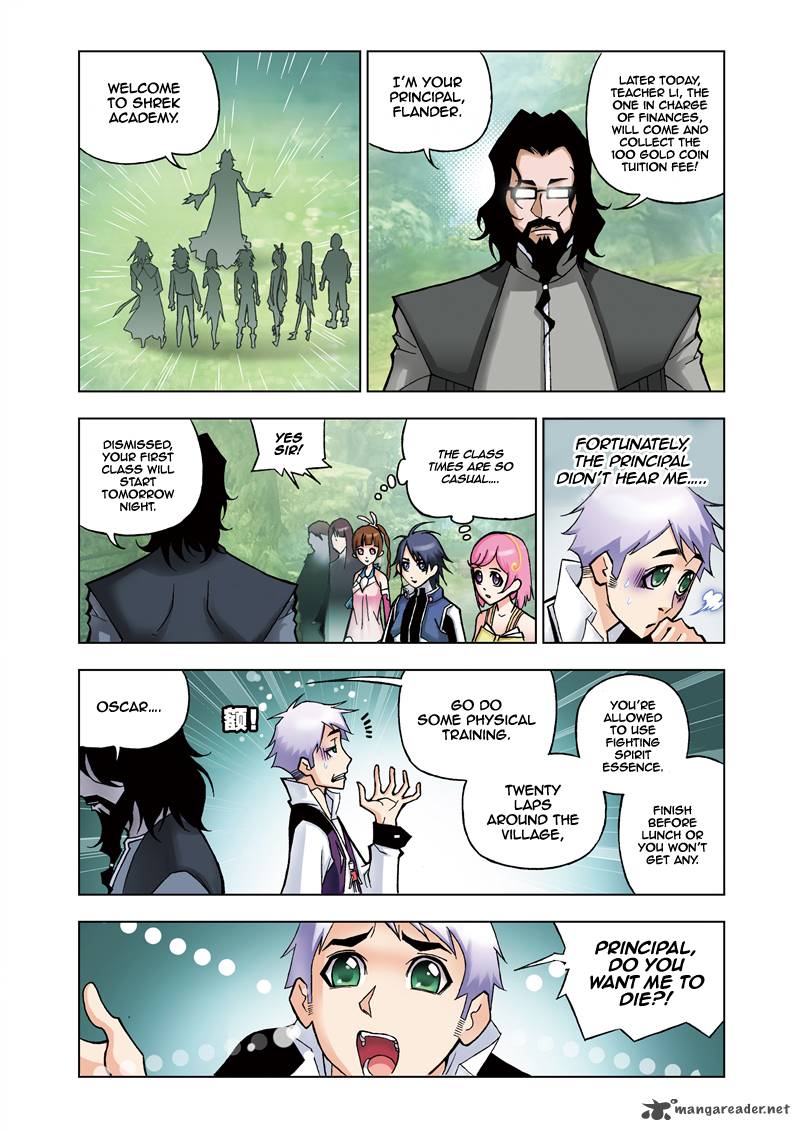 WELCOME
TO SHREK
ACADEMY.
I'M YOUR
PRINCIPAL,
FLANDER.
LATER TODAY,
TEACHER LI, THE
ONE IN CHARGE
OF FINANCES,
WILL COME AND
COLLECT THE
100 GOLD COIN
TUITION FEE!
DISMISSED,
YOUR FIRST
CLASS WILL
START
TOMORROW
NIGHT.
YES
SIR!
THE CLASS
TIMES ARE SO
CASUAL....
FORTUNATELY,
THE PRINCIPAL
DIDN'T HEAR ME.....
OSCAR....
额!
GO DO
SOME PHYSICAL
TRAINING.
TWENTY
LAPS
AROUND THE
VILLAGE,
YOU'RE
ALLOWED
TO USE
FIGHTING
SPIRIT
ESSENCE.
FINISH
BEFORE
LUNCH OR
YOU WON'T
GET ANY.
PRINCIPAL,
DO YOU
WANT ME TO
DIE?!
mangareader.net